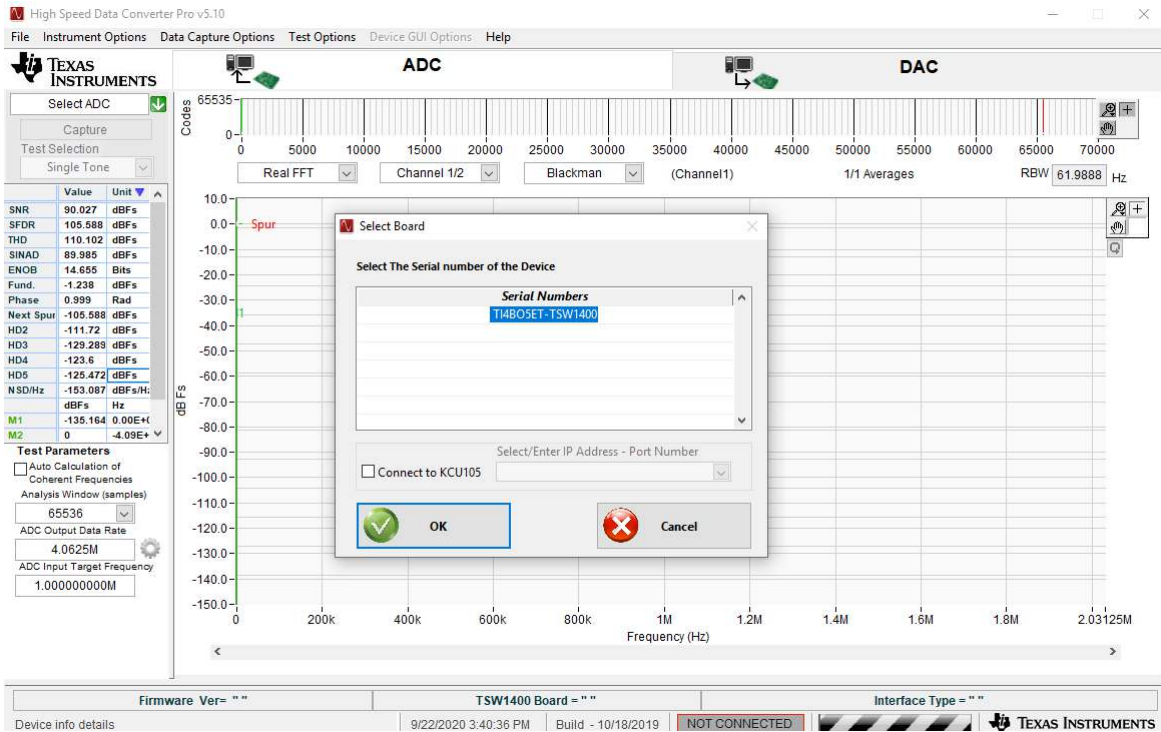 High Speed Data Converter Pro v5.10
File Instrument Options Data Capture Options Test Options Device GUI Options Help
TEXAS INSTRUMENTS
ADC
DAC
Select ADC
Capture
Test Selection
Single Tone
Value Unit
SNR 90.027 dBFs
SFDR 105.588 dBFs
THD 110.102 dBFs
SINAD 89.985 dBFs
ENOB 14.655 Bits
Fund. -1.238 dBFs
Phase 0.999 Rad
Next Spur -105.588 dBFs
HD2 -111.72 dBFs
HD3 -129.289 dBFs
HD4 -123.6 dBFs
HD5 -125.472 dBFs
NSD/Hz -153.087 dBFs/Hz
dBFs Hz
M1 -135.164 0.00E+(
M2 0 -4.09E+
Test Parameters
Auto Calculation of
Coherent Frequencies
Analysis Window (samples)
65536
ADC Output Data Rate
4.0625M
ADC Input Target Frequency
1.000000000M
Codes
65535
0
0 5000 10000 15000 20000 25000 30000 35000 40000 45000 50000 55000 60000 65000 70000
Real FFT Channel 1/2 Blackman (Channel1) 1/1 Averages RBW 61.9888 Hz
dB Fs
10.0
0.0 Spur
-10.0
-20.0
-30.0
1
-40.0
-50.0
-60.0
-70.0
-80.0
-90.0
-100.0
-110.0
-120.0
-130.0
-140.0
-150.0
0 200k 400k 600k 800k 1M 1.2M 1.4M 1.6M 1.8M 2.03125M
Frequency (Hz)
Select Board
Select The Serial number of the Device
Serial Numbers
TI4BO5ET-TSW1400
Select/Enter IP Address - Port Number
Connect to KCU105
OK Cancel
Firmware Ver= " " TSW1400 Board = " " Interface Type = " "
Device info details 9/22/2020 3:40:36 PM Build - 10/18/2019 NOT CONNECTED TEXAS INSTRUMENTS